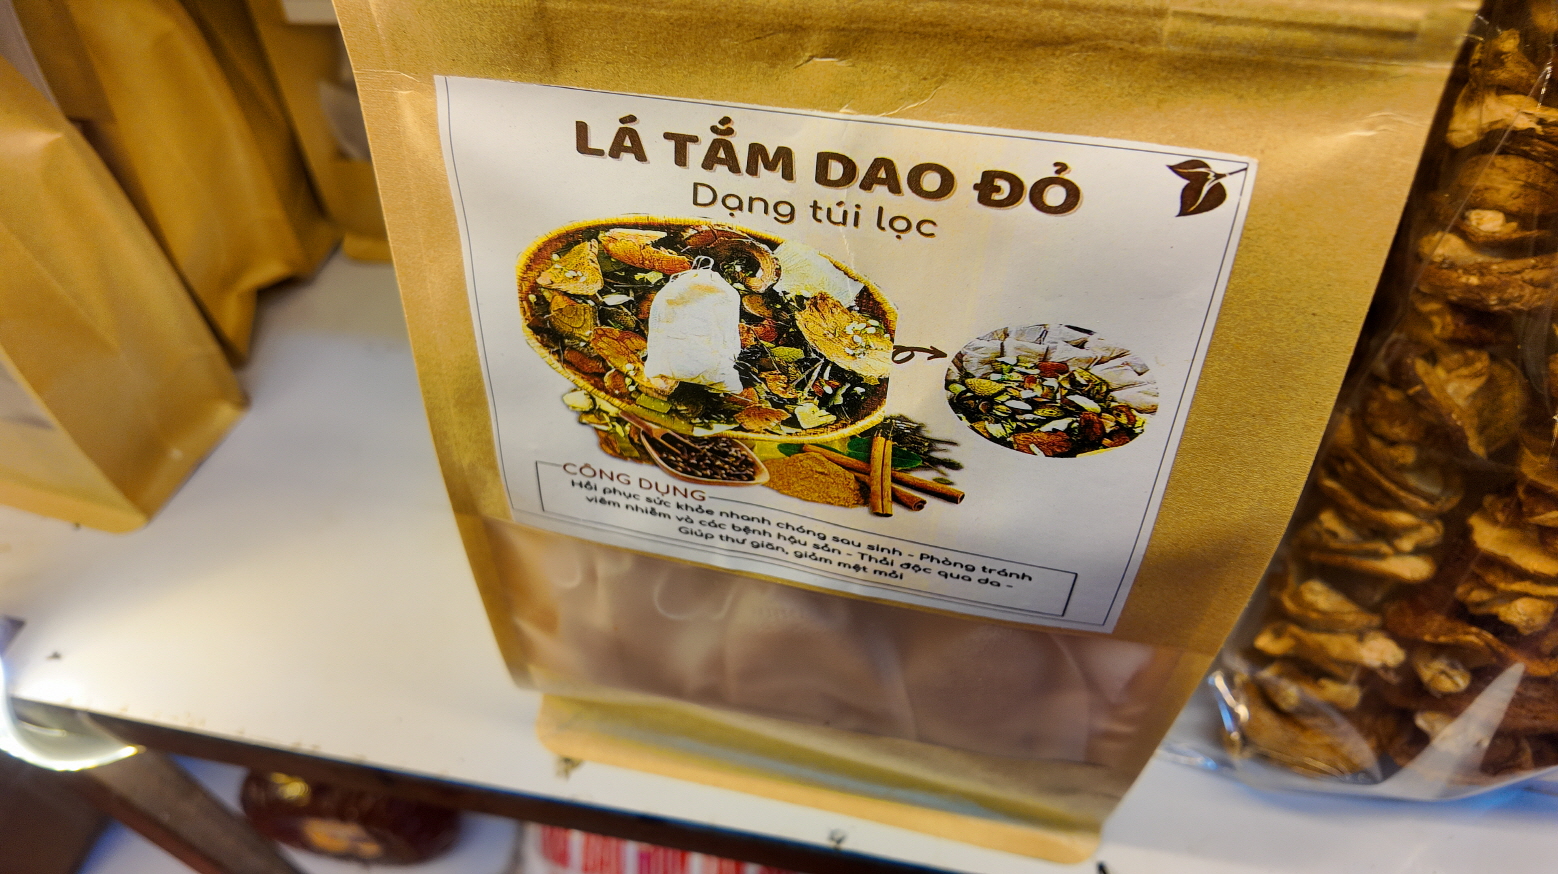 LÁ TẮM DAO ĐỎ
Dạng túi lọc
CÔNG DỤNG
Hồi phục sức khỏe nhanh chóng sau sinh - Phòng tránh
viêm nhiễm và các bệnh hậu sản - Thải độc qua da -
Giúp thư giãn, giảm mệt mỏi